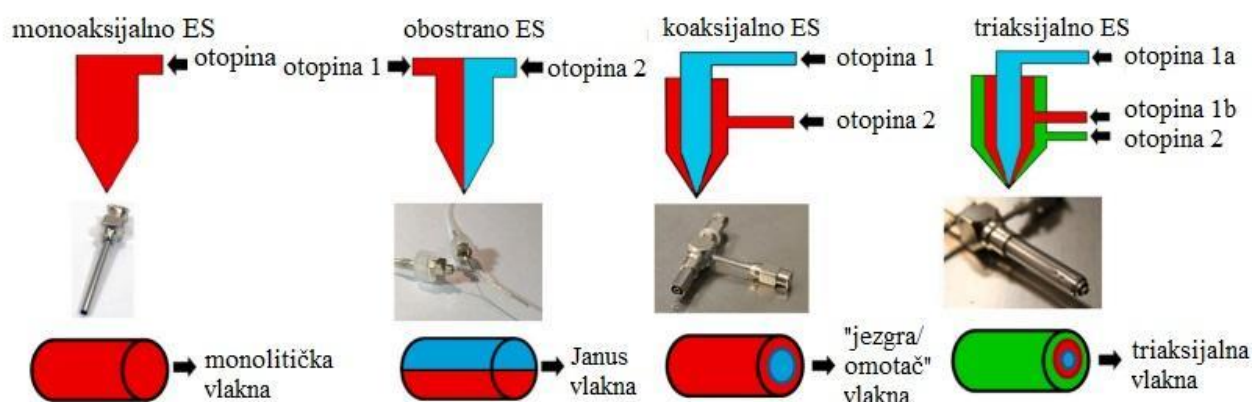 monoaksijalno ES
otopina
obostrano ES
otopina 1
otopina 2
koaksijalno ES
otopina 1
otopina 2
triaksijalno ES
otopina 1a
otopina 1b
otopina 2
monolitička
vlakna
Janus
vlakna
"jezgra/
omotač"
vlakna
triaksijalna
vlakna